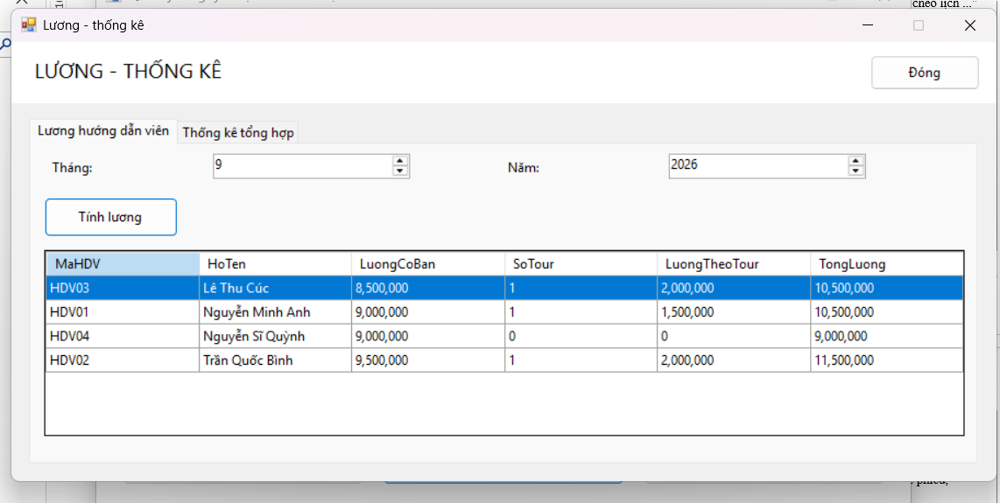 chéo lịch ..."
Lương - thống kê
LƯƠNG - THỐNG KÊ
Đóng
Lương hướng dẫn viên Thống kê tổng hợp
Tháng: 9 Năm: 2026
Tính lương
MaHDV HoTen LuongCoBan SoTour LuongTheoTour TongLuong
HDV03 Lê Thu Cúc 8,500,000 1 2,000,000 10,500,000
HDV01 Nguyễn Minh Anh 9,000,000 1 1,500,000 10,500,000
HDV04 Nguyễn Sĩ Quỳnh 9,000,000 0 0 9,000,000
HDV02 Trần Quốc Bình 9,500,000 1 2,000,000 11,500,000